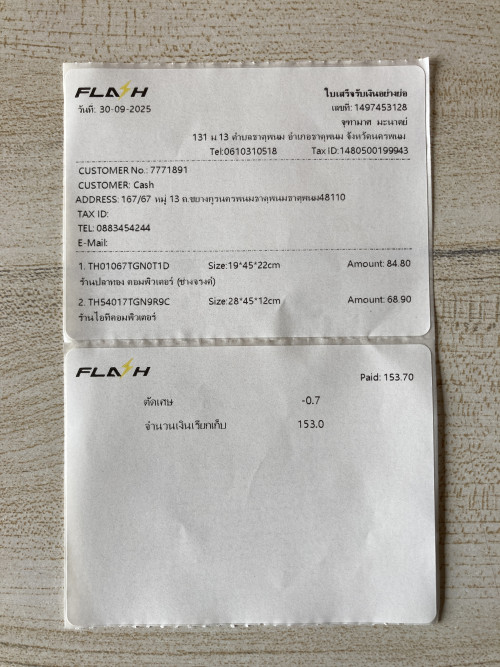 FLASH
ใบเสร็จรับเงินอย่างย่อ
วันที่: 30-09-2025
เลขที่: 1497453128
จุฑามาศ มะนาตย์
131 ม 13 ตำบลธาตุพนม อำเภอธาตุพนม จังหวัดนครพนม
Tel:0610310518 Tax ID:1480500199943
CUSTOMER No.: 7771891
CUSTOMER: Cash
ADDRESS: 167/67 หมู่ 13 ถ.ชยางกูรนครพนมธาตุพนมธาตุพนม48110
TAX ID:
TEL: 0883454244
E-Mail:
1. TH01067TGN0T1D Size:19*45*22cm Amount: 84.80
ร้านปลาทอง คอมพิวเตอร์ (ช่างรงค์)
2. TH54017TGN9R9C Size:28*45*12cm Amount: 68.90
ร้านไอทีคอมพิวเตอร์
FLASH
Paid: 153.70
ตัดเศษ -0.7
จำนวนเงินเรียกเก็บ 153.0